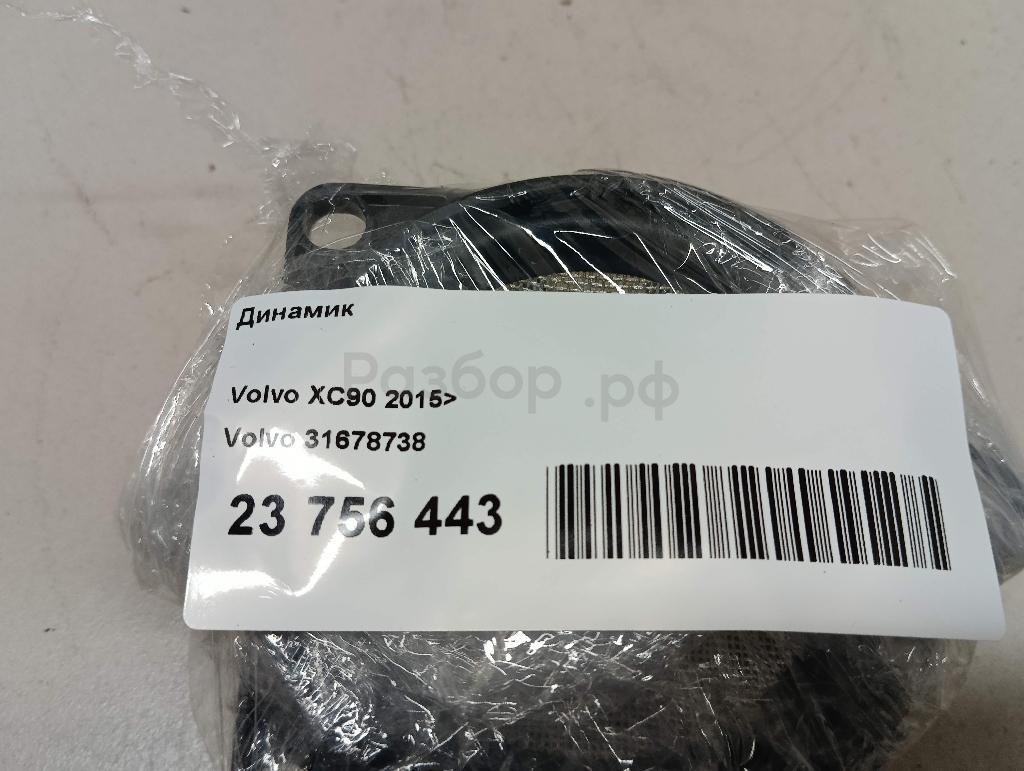 Динамик
Разбор.рф
Volvo XC90 2015>
Volvo 31678738
23 756 443